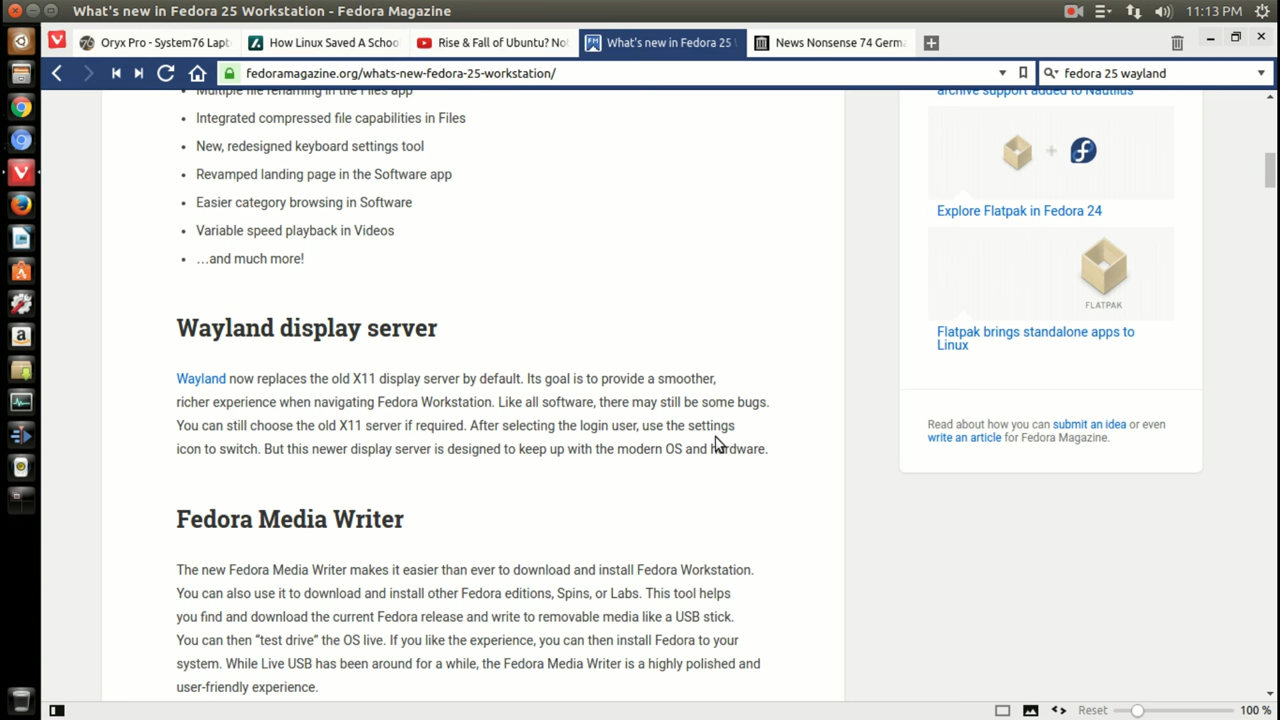 What's new in Fedora 25 Workstation - Fedora Magazine
11:13 PM
Oryx Pro - System76 Lapt
How Linux Saved A Schoo
Rise & Fall of Ubuntu? No
What's new in Fedora 25
News Nonsense 74 Germa
fedoramagazine.org/whats-new-fedora-25-workstation/
fedora 25 wayland
Multiple file renaming in the Files app
Integrated compressed file capabilities in Files
New, redesigned keyboard settings tool
Revamped landing page in the Software app
Easier category browsing in Software
Variable speed playback in Videos
…and much more!
Wayland display server
Wayland now replaces the old X11 display server by default. Its goal is to provide a smoother,
richer experience when navigating Fedora Workstation. Like all software, there may still be some bugs.
You can still choose the old X11 server if required. After selecting the login user, use the settings
icon to switch. But this newer display server is designed to keep up with the modern OS and hardware.
Fedora Media Writer
The new Fedora Media Writer makes it easier than ever to download and install Fedora Workstation.
You can also use it to download and install other Fedora editions, Spins, or Labs. This tool helps
you find and download the current Fedora release and write to removable media like a USB stick.
You can then “test drive” the OS live. If you like the experience, you can then install Fedora to your
system. While Live USB has been around for a while, the Fedora Media Writer is a highly polished and
user-friendly experience.
archive support added to Nautilus
Explore Flatpak in Fedora 24
FLATPAK
Flatpak brings standalone apps to
Linux
Read about how you can submit an idea or even
write an article for Fedora Magazine.
Reset
100 %